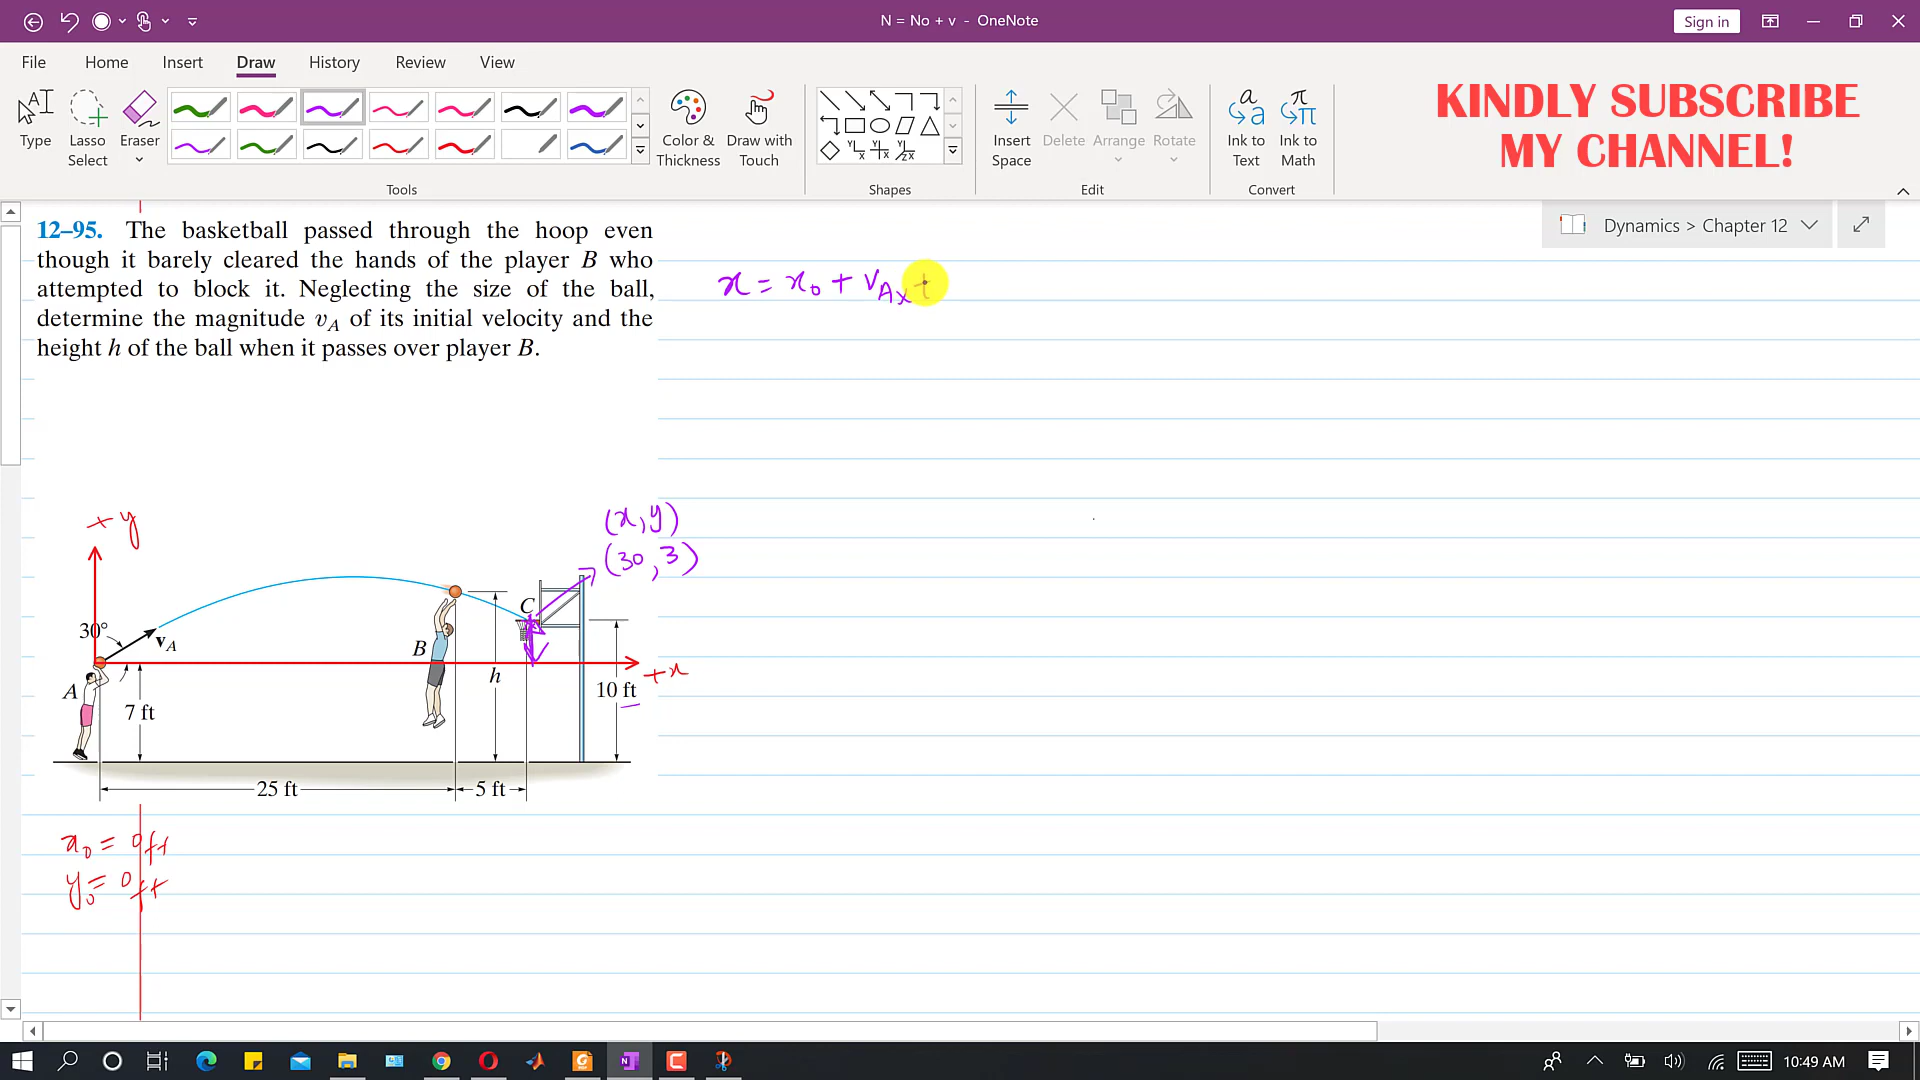 N = No + v - OneNote
Sign in
File Home Insert Draw History Review View
Type
Lasso Select
Eraser
Color & Thickness
Draw with Touch
Insert Space
Delete
Arrange
Rotate
Ink to Text
Ink to Math
Tools
Shapes
Edit
Convert
KINDLY SUBSCRIBE
MY CHANNEL!
Dynamics > Chapter 12
12–95. The basketball passed through the hoop even
though it barely cleared the hands of the player B who
attempted to block it. Neglecting the size of the ball,
determine the magnitude v_A of its initial velocity and the
height h of the ball when it passes over player B.
x = x₀ + v_Ax t
+y
(x, y)
(30, 3)
C
30°
v_A
B
h
+x
A
10 ft
7 ft
25 ft
5 ft
x₀ = 0 ft
y₀ = 0 ft
10:49 AM